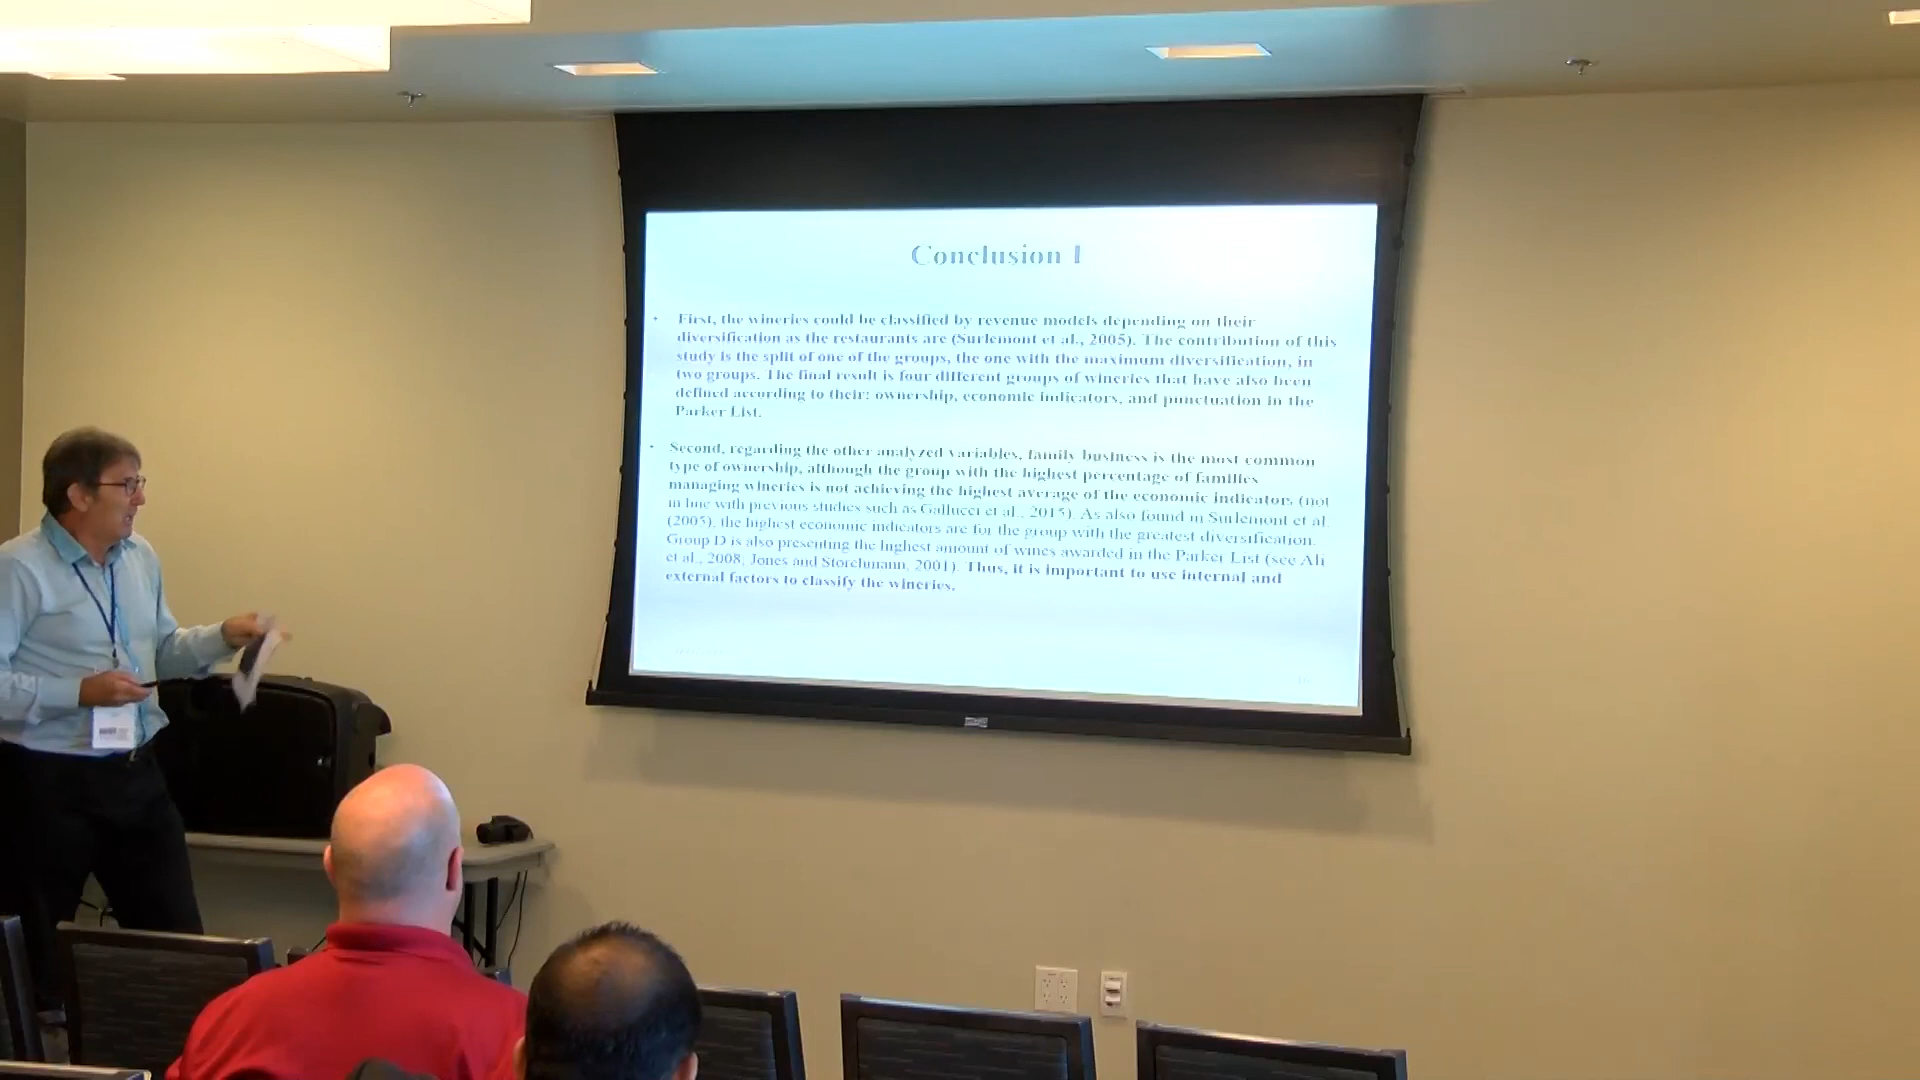 Conclusion I
• First, the wineries could be classified by revenue models depending on their
diversification as the restaurants are (Surlemont et al., 2005). The contribution of this
study is the split of one of the groups, the one with the maximum diversification, in
two groups. The final result is four different groups of wineries that have also been
defined according to their: ownership, economic indicators, and punctuation in the
Parker List.
• Second, regarding the other analyzed variables, family business is the most common
type of ownership, although the group with the highest percentage of families
managing wineries is not achieving the highest average of the economic indicators (not
in line with previous studies such as Gallucci et al., 2015). As also found in Surlemont et al.
(2005), the highest economic indicators are for the group with the greatest diversification.
Group D is also presenting the highest amount of wines awarded in the Parker List (see Ali
et al., 2008; Jones and Storchmann, 2001). Thus, it is important to use internal and
external factors to classify the wineries.